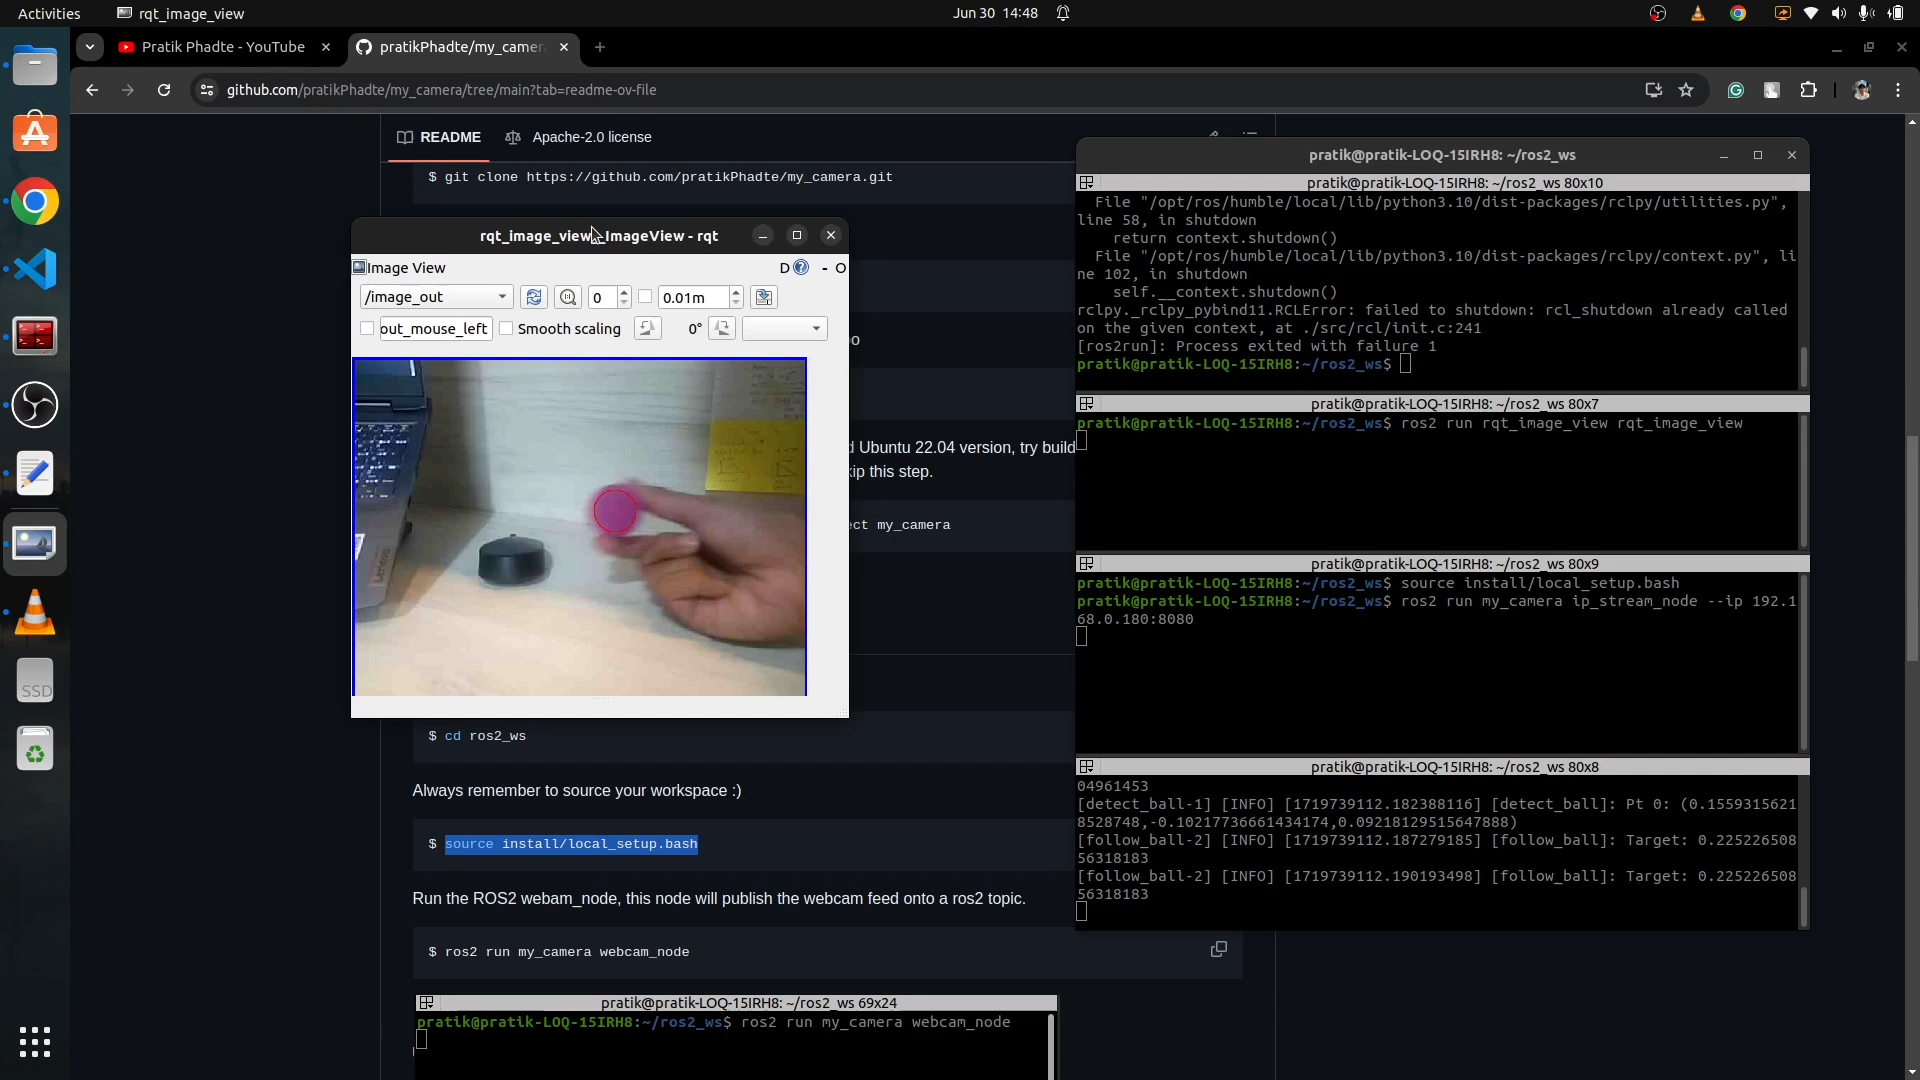 Activities
rqt_image_view
Jun 30 14:48
Pratik Phadte - YouTube
pratikPhadte/my_camer
github.com/pratikPhadte/my_camera/tree/main?tab=readme-ov-file
README
Apache-2.0 license
$ git clone https://github.com/pratikPhadte/my_camera.git
rqt_image_view__ImageView - rqt
Image View
D
- O
/image_out
0
0.01m
out_mouse_left
Smooth scaling
0°
Lenovo
oo
d Ubuntu 22.04 version, try build
kip this step.
ect my_camera
$ cd ros2_ws
Always remember to source your workspace :)
$ source install/local_setup.bash
Run the ROS2 webam_node, this node will publish the webcam feed onto a ros2 topic.
$ ros2 run my_camera webcam_node
pratik@pratik-LOQ-15IRH8: ~/ros2_ws 69x24
pratik@pratik-LOQ-15IRH8:~/ros2_ws$ ros2 run my_camera webcam_node
pratik@pratik-LOQ-15IRH8: ~/ros2_ws
pratik@pratik-LOQ-15IRH8: ~/ros2_ws 80x10
File "/opt/ros/humble/local/lib/python3.10/dist-packages/rclpy/utilities.py",
line 58, in shutdown
return context.shutdown()
File "/opt/ros/humble/local/lib/python3.10/dist-packages/rclpy/context.py", li
ne 102, in shutdown
self.__context.shutdown()
rclpy._rclpy_pybind11.RCLError: failed to shutdown: rcl_shutdown already called
on the given context, at ./src/rcl/init.c:241
[ros2run]: Process exited with failure 1
pratik@pratik-LOQ-15IRH8:~/ros2_ws$
pratik@pratik-LOQ-15IRH8: ~/ros2_ws 80x7
pratik@pratik-LOQ-15IRH8:~/ros2_ws$ ros2 run rqt_image_view rqt_image_view
pratik@pratik-LOQ-15IRH8: ~/ros2_ws 80x9
pratik@pratik-LOQ-15IRH8:~/ros2_ws$ source install/local_setup.bash
pratik@pratik-LOQ-15IRH8:~/ros2_ws$ ros2 run my_camera ip_stream_node --ip 192.1
68.0.180:8080
pratik@pratik-LOQ-15IRH8: ~/ros2_ws 80x8
04961453
[detect_ball-1] [INFO] [1719739112.182388116] [detect_ball]: Pt 0: (0.1559315621
8528748,-0.10217736661434174,0.09218129515647888)
[follow_ball-2] [INFO] [1719739112.187279185] [follow_ball]: Target: 0.225226508
56318183
[follow_ball-2] [INFO] [1719739112.190193498] [follow_ball]: Target: 0.225226508
56318183
SSD